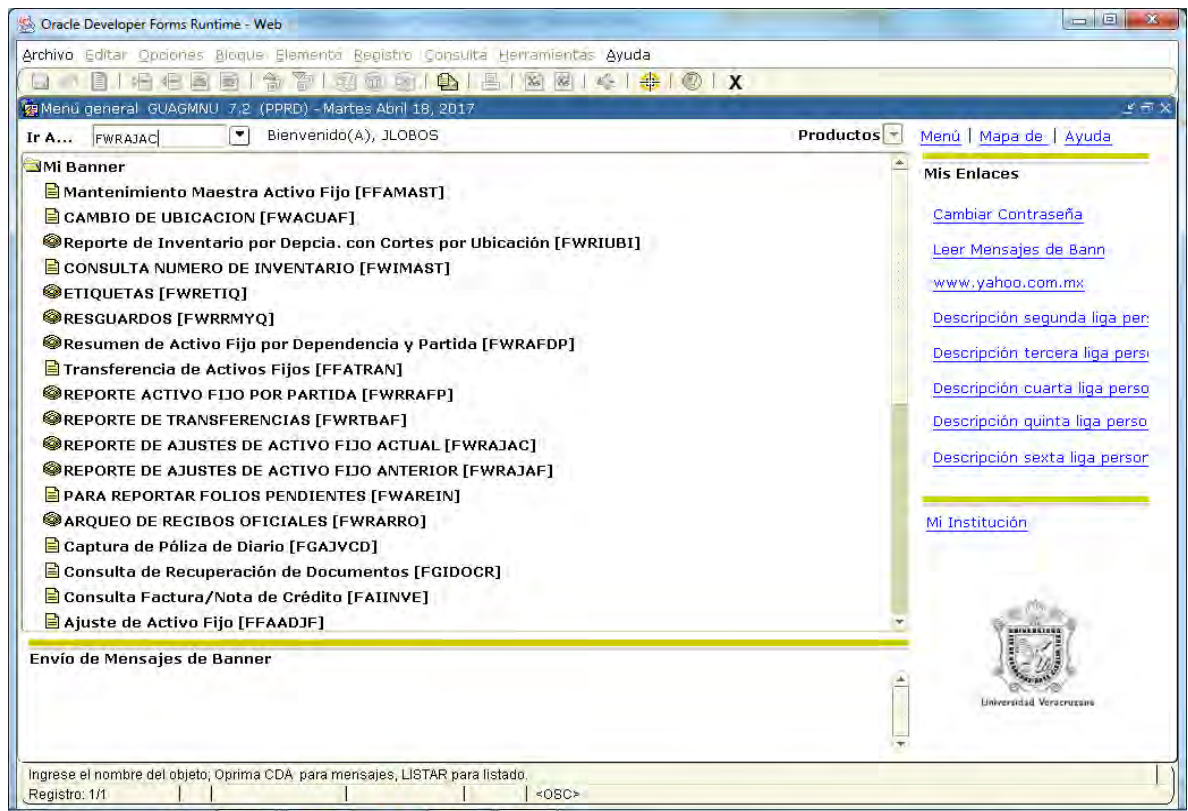 Oracle Developer Forms Runtime - Web
Archivo Editar Opciones Bloque Elemento Registro Consulta Herramientas Ayuda
X
Menú general GUAGMNU 7.2 (PPRD) - Martes Abril 18, 2017
Ir A... FWRAJAC Bienvenido(A), JLOBOS Productos Menú | Mapa de | Ayuda
Mi Banner
Mantenimiento Maestra Activo Fijo [FFAMAST]
CAMBIO DE UBICACION [FWACUAF]
Reporte de Inventario por Depcia. con Cortes por Ubicación [FWRIUBI]
CONSULTA NUMERO DE INVENTARIO [FWIMAST]
ETIQUETAS [FWRETIQ]
RESGUARDOS [FWRRMYQ]
Resumen de Activo Fijo por Dependencia y Partida [FWRAFDP]
Transferencia de Activos Fijos [FFATRAN]
REPORTE ACTIVO FIJO POR PARTIDA [FWRRAFP]
REPORTE DE TRANSFERENCIAS [FWRTBAF]
REPORTE DE AJUSTES DE ACTIVO FIJO ACTUAL [FWRAJAC]
REPORTE DE AJUSTES DE ACTIVO FIJO ANTERIOR [FWRAJAF]
PARA REPORTAR FOLIOS PENDIENTES [FWAREIN]
ARQUEO DE RECIBOS OFICIALES [FWRARRO]
Captura de Póliza de Diario [FGAJVCD]
Consulta de Recuperación de Documentos [FGIDOCR]
Consulta Factura/Nota de Crédito [FAIINVE]
Ajuste de Activo Fijo [FFAADJF]
Mis Enlaces
Cambiar Contraseña
Leer Mensajes de Bann
www.yahoo.com.mx
Descripción segunda liga per
Descripción tercera liga pers
Descripción cuarta liga perso
Descripción quinta liga perso
Descripción sexta liga person
Mi Institución
Universidad Veracruzana
Envío de Mensajes de Banner
Ingrese el nombre del objeto; Oprima CDA para mensajes, LISTAR para listado.
Registro: 1/1 <OSC>